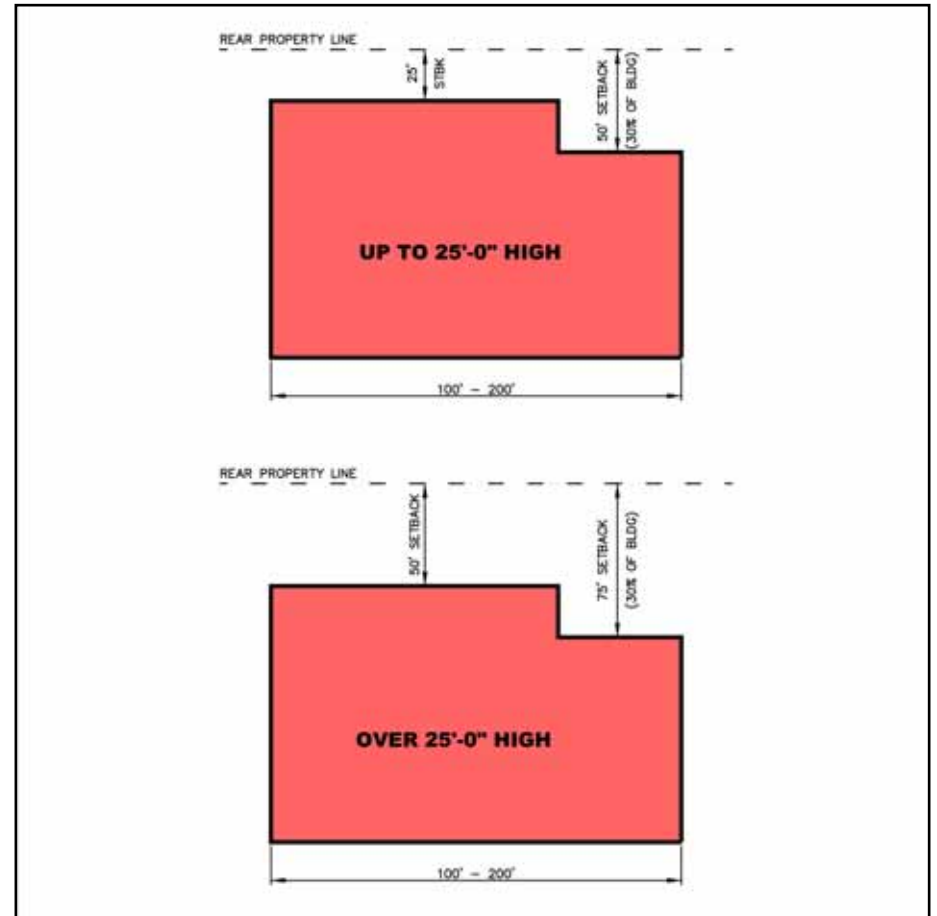 REAR PROPERTY LINE
25'
STBK
50' SETBACK
(30% OF BLDG)
UP TO 25'-0" HIGH
100' - 200'
REAR PROPERTY LINE
50' SETBACK
75' SETBACK
(30% OF BLDG)
OVER 25'-0" HIGH
100' - 200'